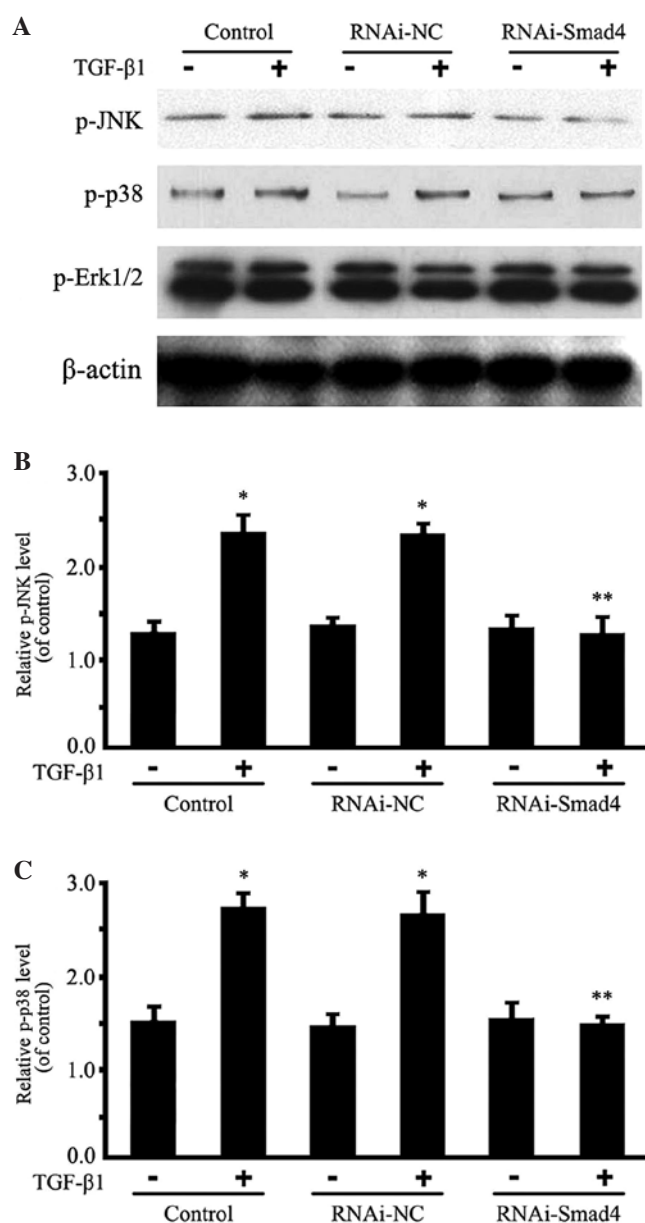 A
Control RNAi-NC RNAi-Smad4
TGF-β1 - + - + - +
p-JNK
p-p38
p-Erk1/2
β-actin
B
Relative p-JNK level
(of control)
3.0
2.0
1.0
0.0
* * **
TGF-β1 - + - + - +
Control RNAi-NC RNAi-Smad4
C
Relative p-p38 level
(of control)
3.0
2.0
1.0
0.0
* * **
TGF-β1 - + - + - +
Control RNAi-NC RNAi-Smad4